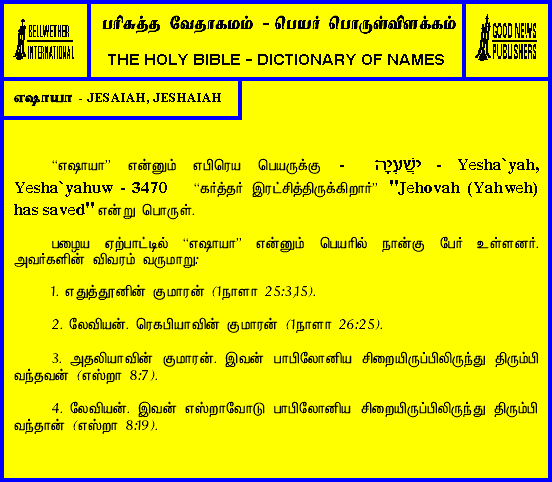 BELLWETHER
INTERNATIONAL
பரிசுத்த வேதாகமம் - பெயர் பொருள்விளக்கம்
THE HOLY BIBLE - DICTIONARY OF NAMES
GOOD NEWS
PUBLISHERS
எஷாயா - JESAIAH, JESHAIAH
“எஷாயா” என்னும் எபிரெய பெயருக்கு - יְשַׁעְיָה - Yesha`yah,
Yesha`yahuw - 3470 “கர்த்தர் இரட்சித்திருக்கிறார்” "Jehovah (Yahweh)
has saved" என்று பொருள்.
பழைய ஏற்பாட்டில் “எஷாயா” என்னும் பெயரில் நான்கு பேர் உள்ளனர்.
அவர்களின் விவரம் வருமாறு:
1. எதுத்தூனின் குமாரன் (1நாளா 25:3,15).
2. லேவியன். ரெகபியாவின் குமாரன் (1நாளா 26:25).
3. அதலியாவின் குமாரன். இவன் பாபிலோனிய சிறையிருப்பிலிருந்து திரும்பி
வந்தவன் (எஸ்றா 8:7).
4. லேவியன். இவன் எஸ்றாவோடு பாபிலோனிய சிறையிருப்பிலிருந்து திரும்பி
வந்தான் (எஸ்றா 8:19).